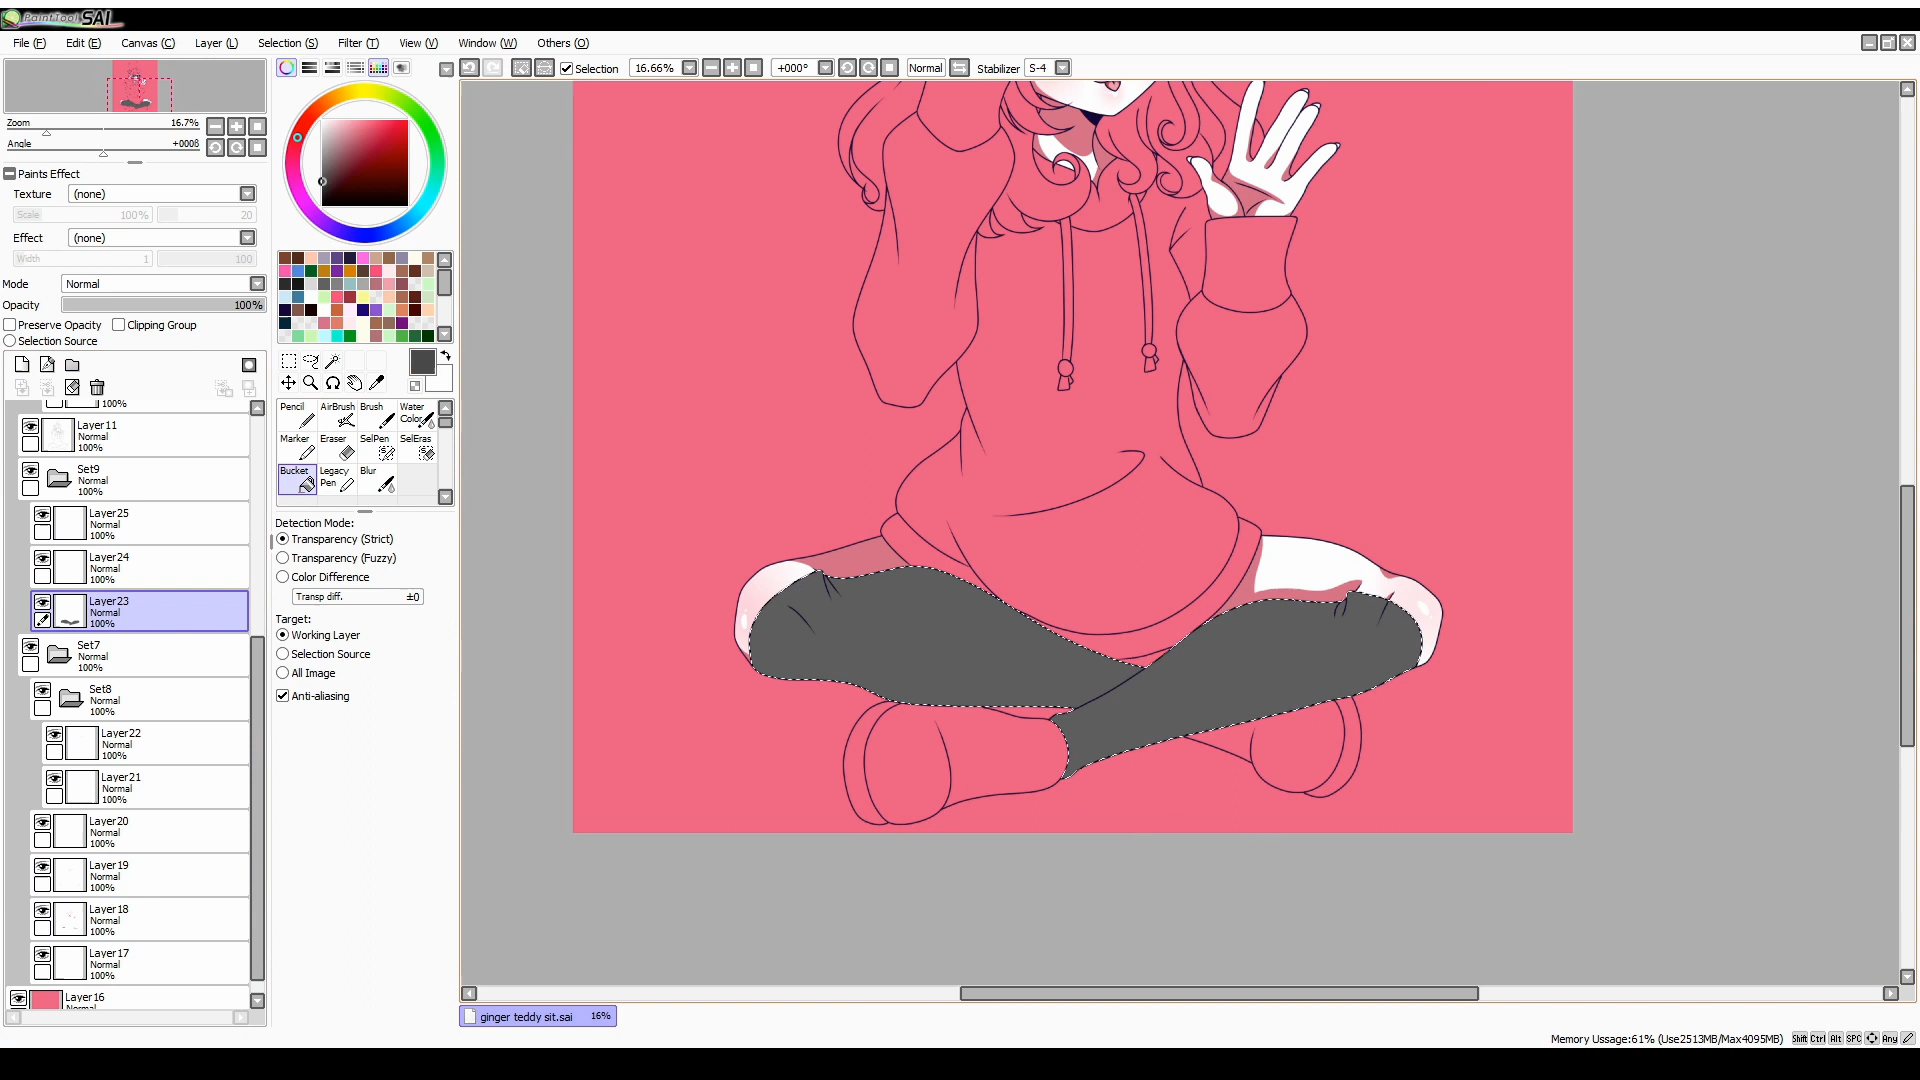 PaintTool SAI
File (F) Edit (E) Canvas (C) Layer (L) Selection (S) Filter (T) View (V) Window (W) Others (O)
Selection 16.66% +000° Normal Stabilizer S-4
Zoom 16.7%
Angle +000ß
Paints Effect
Texture (none)
Scale 100% 20
Effect (none)
Width 1 100
Mode Normal
Opacity 100%
Preserve Opacity Clipping Group
Selection Source
100%
Layer11
Normal
100%
Set9
Normal
100%
Layer25
Normal
100%
Layer24
Normal
100%
Layer23
Normal
100%
Set7
Normal
100%
Set8
Normal
100%
Layer22
Normal
100%
Layer21
Normal
100%
Layer20
Normal
100%
Layer19
Normal
100%
Layer18
Normal
100%
Layer17
Normal
100%
Layer16
Normal
Pencil AirBrush Brush Water Color
Marker Eraser SelPen SelEras
Bucket Legacy Pen Blur
Detection Mode:
Transparency (Strict)
Transparency (Fuzzy)
Color Difference
Transp diff. ±0
Target:
Working Layer
Selection Source
All Image
Anti-aliasing
ginger teddy sit.sai 16%
Memory Ussage:61% (Use2513MB/Max4095MB) Shift Ctrl Alt SPC Any